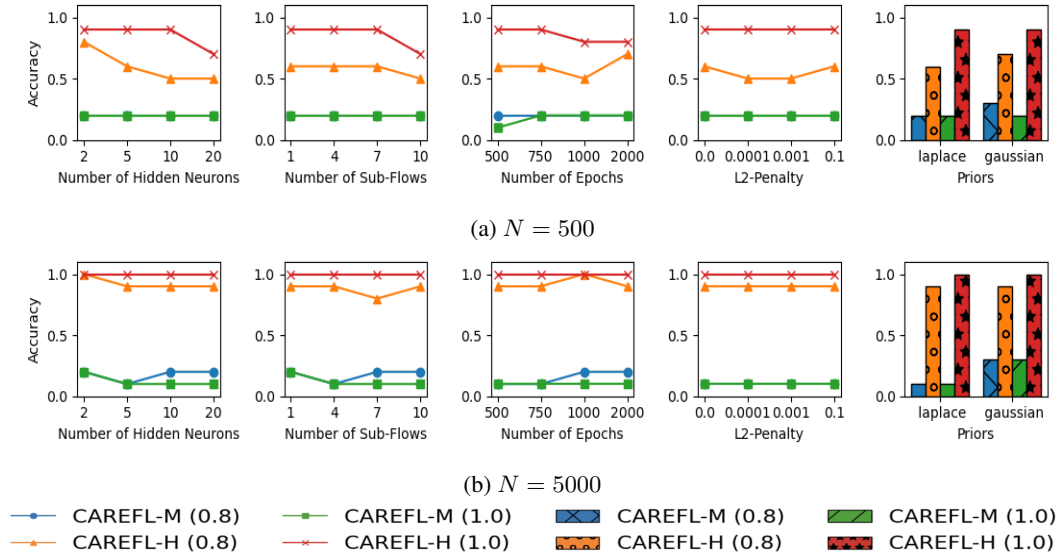 1.0
0.5
0.0
Accuracy
2 5 10 20
1 4 7 10
500 750 1000 2000
0.0 0.0001 0.001 0.1
laplace gaussian
Number of Hidden Neurons
Number of Sub-Flows
Number of Epochs
L2-Penalty
Priors
(a) N = 500
1.0
0.5
0.0
Accuracy
2 5 10 20
1 4 7 10
500 750 1000 2000
0.0 0.0001 0.001 0.1
laplace gaussian
Number of Hidden Neurons
Number of Sub-Flows
Number of Epochs
L2-Penalty
Priors
(b) N = 5000
CAREFL-M (0.8) CAREFL-M (1.0) CAREFL-M (0.8) CAREFL-M (1.0)
CAREFL-H (0.8) CAREFL-H (1.0) CAREFL-H (0.8) CAREFL-H (1.0)